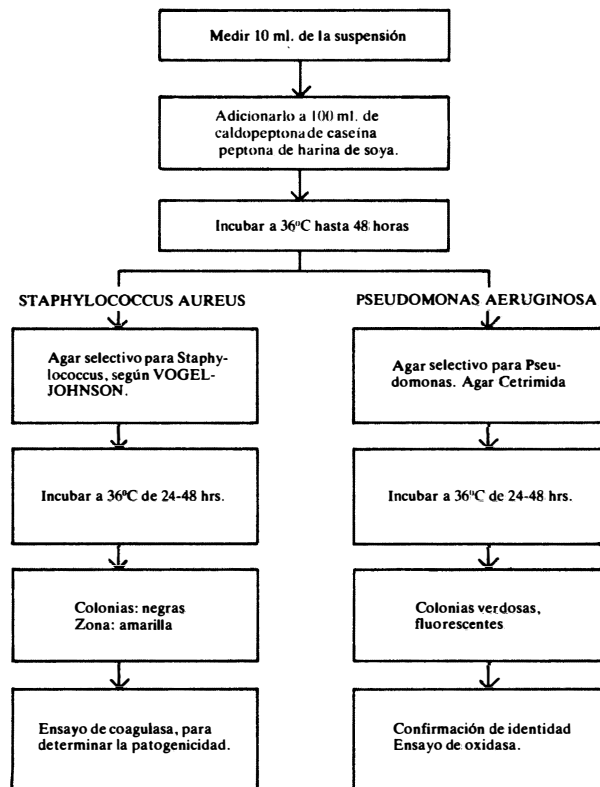 Medir 10 ml. de la suspensión
Adicionarlo a 100 ml. de
caldopeptona de caseína
peptona de harina de soya.
Incubar a 36ºC hasta 48 horas
STAPHYLOCOCCUS AUREUS
Agar selectivo para Staphy-
lococcus, según VOGEL-
JOHNSON.
Incubar a 36ºC de 24-48 hrs.
Colonias: negras
Zona: amarilla
Ensayo de coagulasa, para
determinar la patogenicidad.
PSEUDOMONAS AERUGINOSA
Agar selectivo para Pseu-
domonas. Agar Cetrimida
Incubar a 36ºC de 24-48 hrs.
Colonias verdosas,
fluorescentes
Confirmación de identidad
Ensayo de oxidasa.